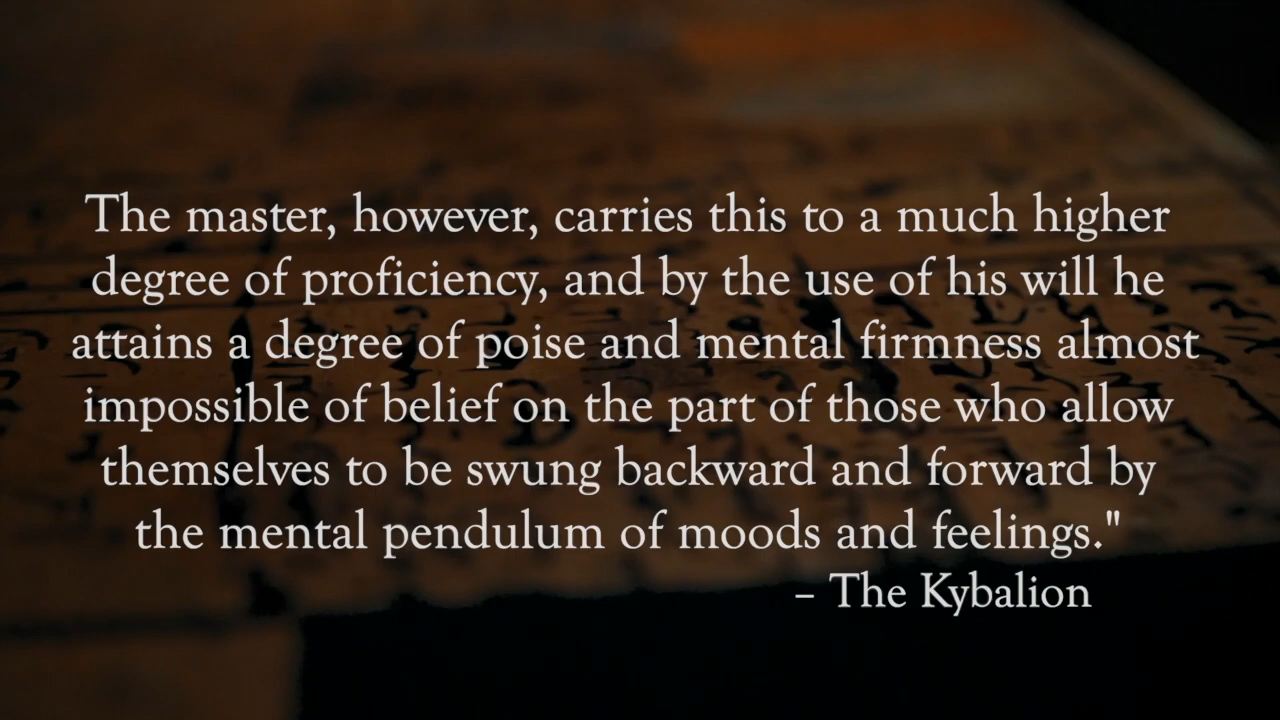 The master, however, carries this to a much higher
degree of proficiency, and by the use of his will he
attains a degree of poise and mental firmness almost
impossible of belief on the part of those who allow
themselves to be swung backward and forward by
the mental pendulum of moods and feelings."
– The Kybalion